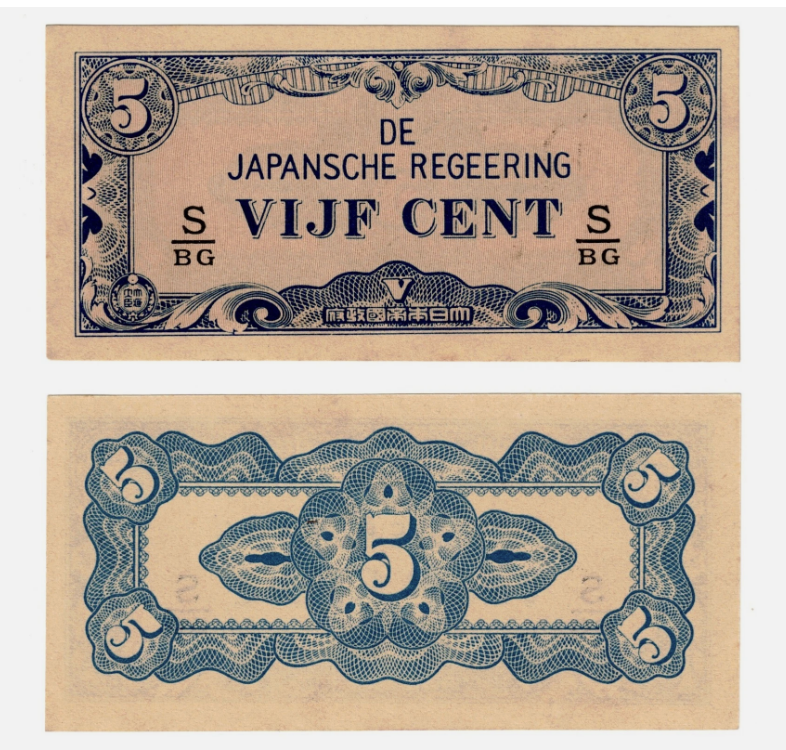 5 5
DE
JAPANSCHE REGEERING
S VIJF CENT S
BG BG
V
大日本帝國政府
5 5
5
5 5